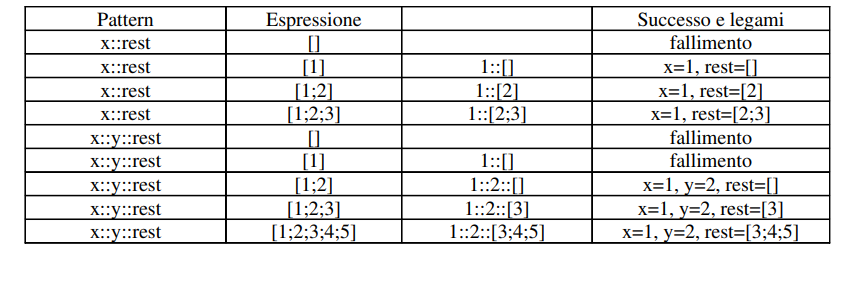 Pattern Espressione Successo e legami
x::rest [] fallimento
x::rest [1] 1::[] x=1, rest=[]
x::rest [1;2] 1::[2] x=1, rest=[2]
x::rest [1;2;3] 1::[2;3] x=1, rest=[2;3]
x::y::rest [] fallimento
x::y::rest [1] 1::[] fallimento
x::y::rest [1;2] 1::2::[] x=1, y=2, rest=[]
x::y::rest [1;2;3] 1::2::[3] x=1, y=2, rest=[3]
x::y::rest [1;2;3;4;5] 1::2::[3;4;5] x=1, y=2, rest=[3;4;5]